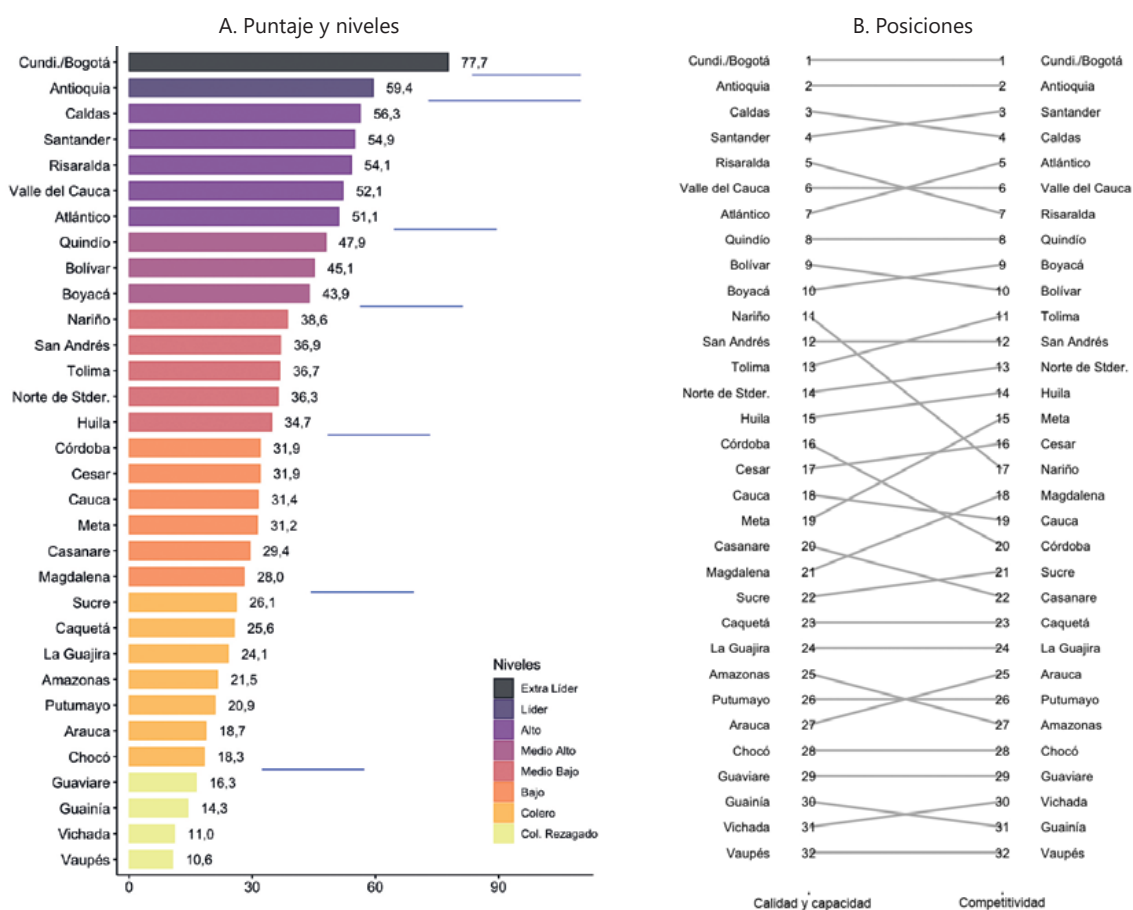 A. Puntaje y niveles
Cundi./Bogotá 77,7
Antioquia 59,4
Caldas 56,3
Santander 54,9
Risaralda 54,1
Valle del Cauca 52,1
Atlántico 51,1
Quindío 47,9
Bolívar 45,1
Boyacá 43,9
Nariño 38,6
San Andrés 36,9
Tolima 36,7
Norte de Stder. 36,3
Huila 34,7
Córdoba 31,9
Cesar 31,9
Cauca 31,4
Meta 31,2
Casanare 29,4
Magdalena 28,0
Sucre 26,1
Caquetá 25,6
La Guajira 24,1
Amazonas 21,5
Putumayo 20,9
Arauca 18,7
Chocó 18,3
Guaviare 16,3
Guainía 14,3
Vichada 11,0
Vaupés 10,6
0 30 60 90
Niveles
Extra Líder
Líder
Alto
Medio Alto
Medio Bajo
Bajo
Colero
Col. Rezagado
B. Posiciones
Cundi./Bogotá 1 1 Cundi./Bogotá
Antioquia 2 2 Antioquia
Caldas 3 3 Santander
Santander 4 4 Caldas
Risaralda 5 5 Atlántico
Valle del Cauca 6 6 Valle del Cauca
Atlántico 7 7 Risaralda
Quindío 8 8 Quindío
Bolívar 9 9 Boyacá
Boyacá 10 10 Bolívar
Nariño 11 11 Tolima
San Andrés 12 12 San Andrés
Tolima 13 13 Norte de Stder.
Norte de Stder. 14 14 Huila
Huila 15 15 Meta
Córdoba 16 16 Cesar
Cesar 17 17 Nariño
Cauca 18 18 Magdalena
Meta 19 19 Cauca
Casanare 20 20 Córdoba
Magdalena 21 21 Sucre
Sucre 22 22 Casanare
Caquetá 23 23 Caquetá
La Guajira 24 24 La Guajira
Amazonas 25 25 Arauca
Putumayo 26 26 Putumayo
Arauca 27 27 Amazonas
Chocó 28 28 Chocó
Guaviare 29 29 Guaviare
Guainía 30 30 Vichada
Vichada 31 31 Guainía
Vaupés 32 32 Vaupés
Calidad y capacidad Competitividad